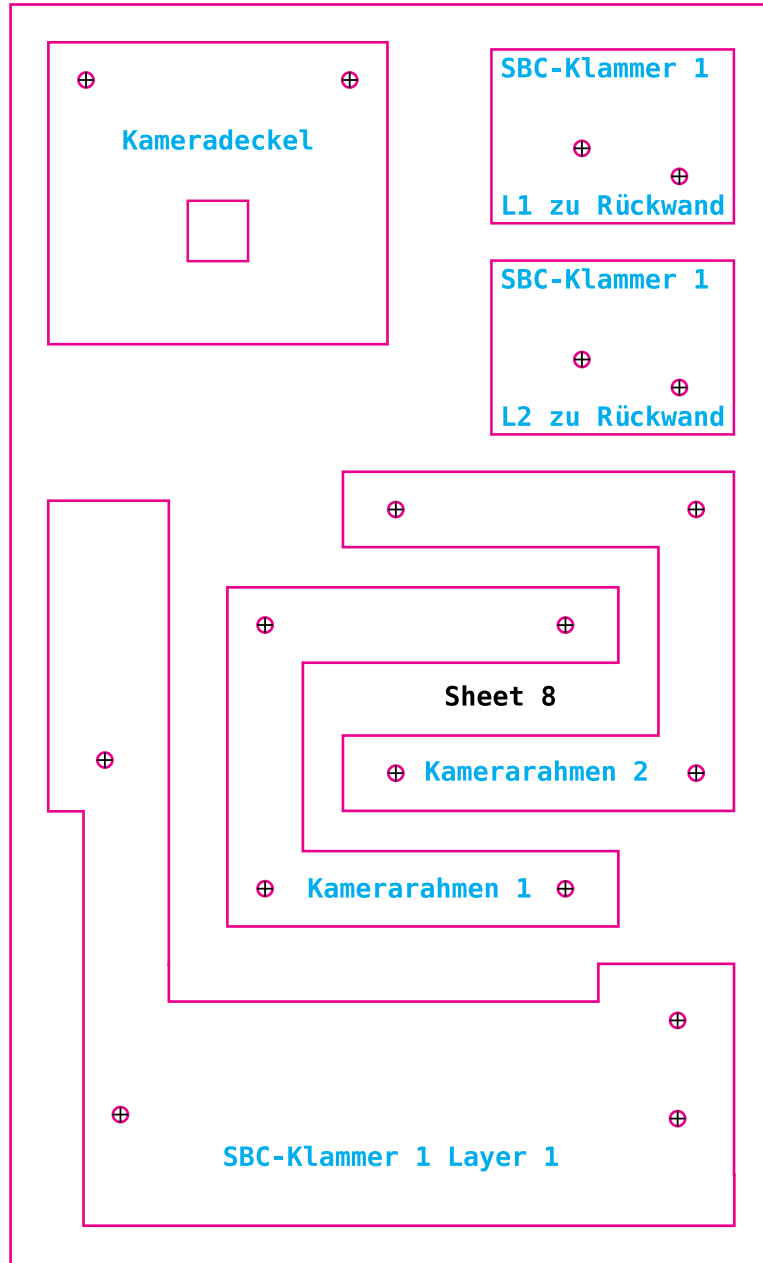 SBC-Klammer 1
Kameradeckel
L1 zu Rückwand
SBC-Klammer 1
L2 zu Rückwand
Sheet 8
Kamerarahmen 2
Kamerarahmen 1
SBC-Klammer 1 Layer 1